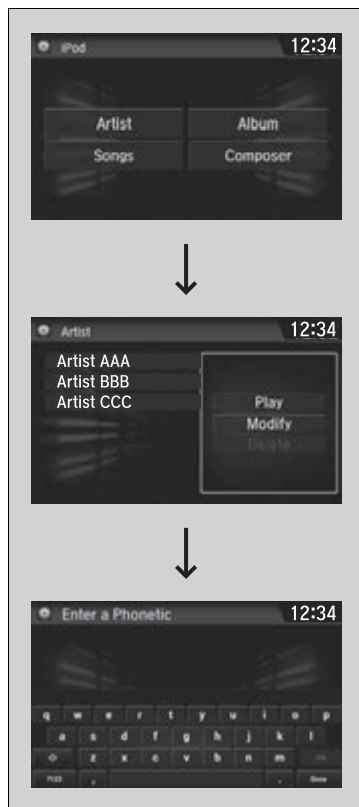 iPod 12:34
Artist Album
Songs Composer
Artist 12:34
Artist AAA
Artist BBB
Artist CCC
Play
Modify
Delete
Enter a Phonetic 12:34
q w e r t y u i o p
a s d f g h j k l
z x c v b n m
, . Done